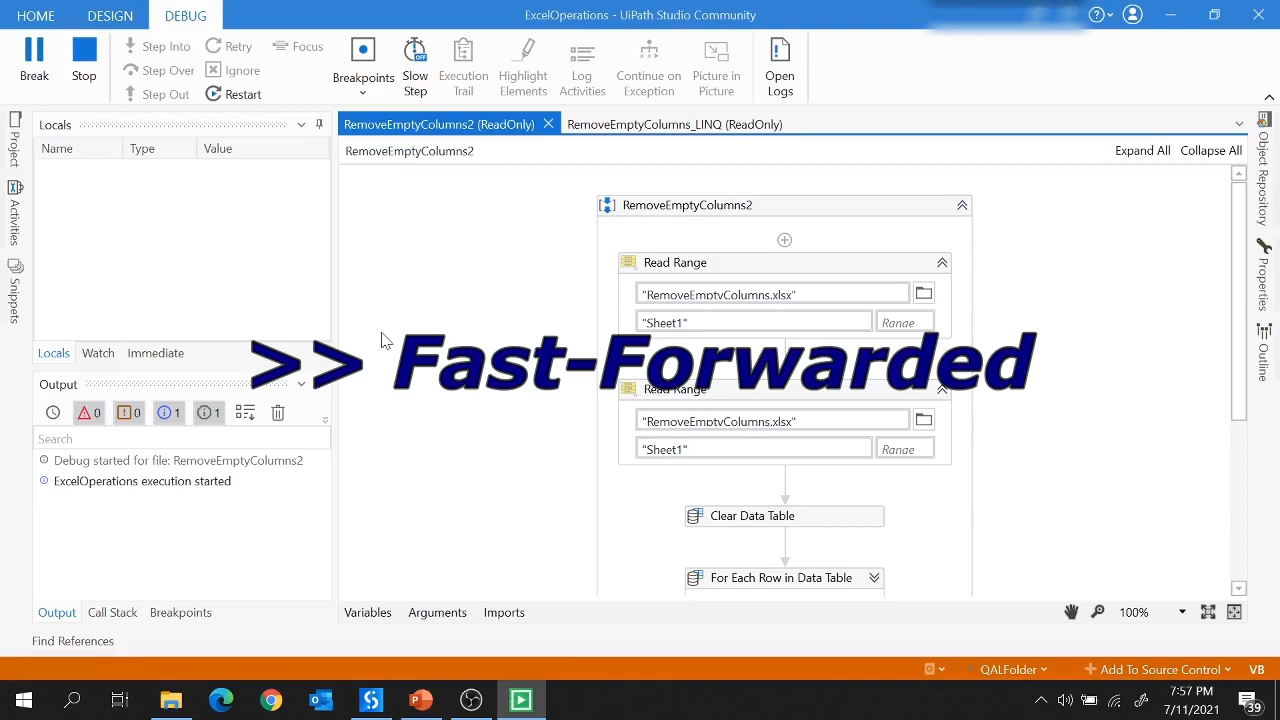 HOME DESIGN DEBUG ExcelOperations - UiPath Studio Community
Break
Stop
Step Into
Step Over
Step Out
Retry
Ignore
Restart
Focus
Breakpoints
Slow
Step
Execution
Trail
Highlight
Elements
Log
Activities
Continue on
Exception
Picture in
Picture
Open
Logs
Project
Activities
Snippets
Locals
Name Type Value
Locals Watch Immediate
Output
0 0 1 1
Search
Debug started for file: RemoveEmptyColumns2
ExcelOperations execution started
Output Call Stack Breakpoints
Find References
RemoveEmptyColumns2 (ReadOnly) RemoveEmptyColumns_LINQ (ReadOnly)
RemoveEmptyColumns2 Expand All Collapse All
RemoveEmptyColumns2
Read Range
"RemoveEmptyColumns.xlsx"
"Sheet1" Range
>> Fast-Forwarded
Read Range
"RemoveEmptyColumns.xlsx"
"Sheet1" Range
Clear Data Table
For Each Row in Data Table
Variables Arguments Imports 100%
Object Repository
Properties
Outline
QALFolder Add To Source Control VB
7:57 PM
7/11/2021
39